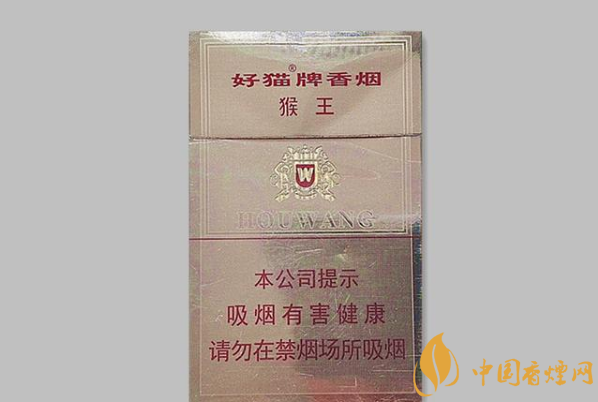 好猫®牌香烟
猴王
W
HOUWANG
本公司提示
吸烟有害健康
请勿在禁烟场所吸烟
中国香煙网